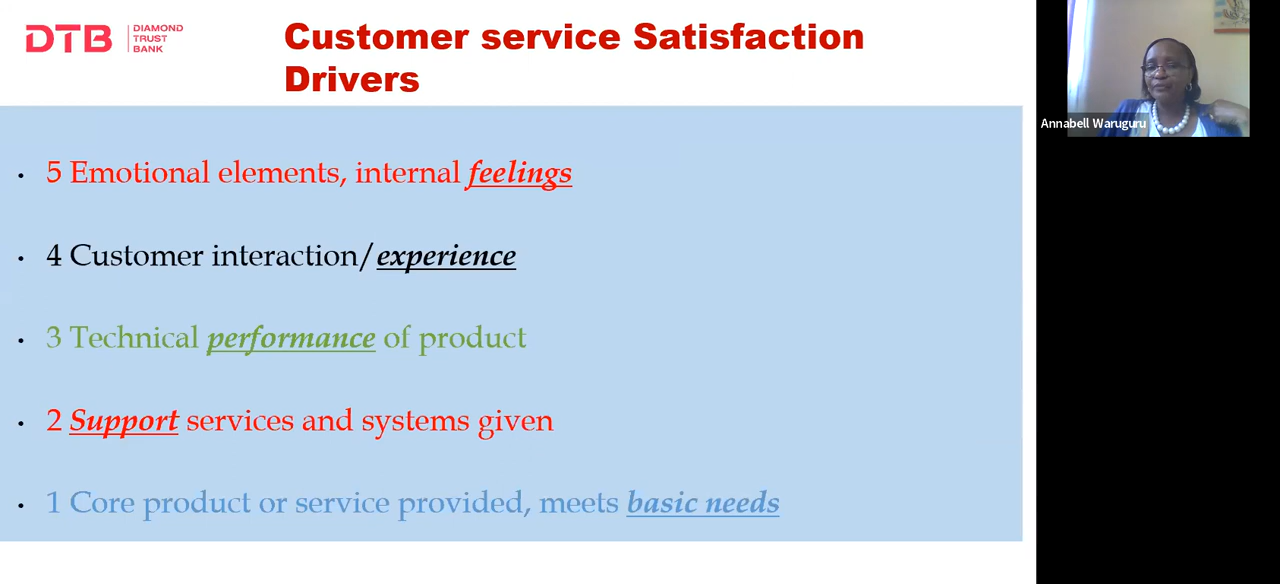 DTB
DIAMOND
TRUST
BANK
Customer service Satisfaction
Drivers
Annabell Waruguru
• 5 Emotional elements, internal feelings
• 4 Customer interaction/experience
• 3 Technical performance of product
• 2 Support services and systems given
• 1 Core product or service provided, meets basic needs